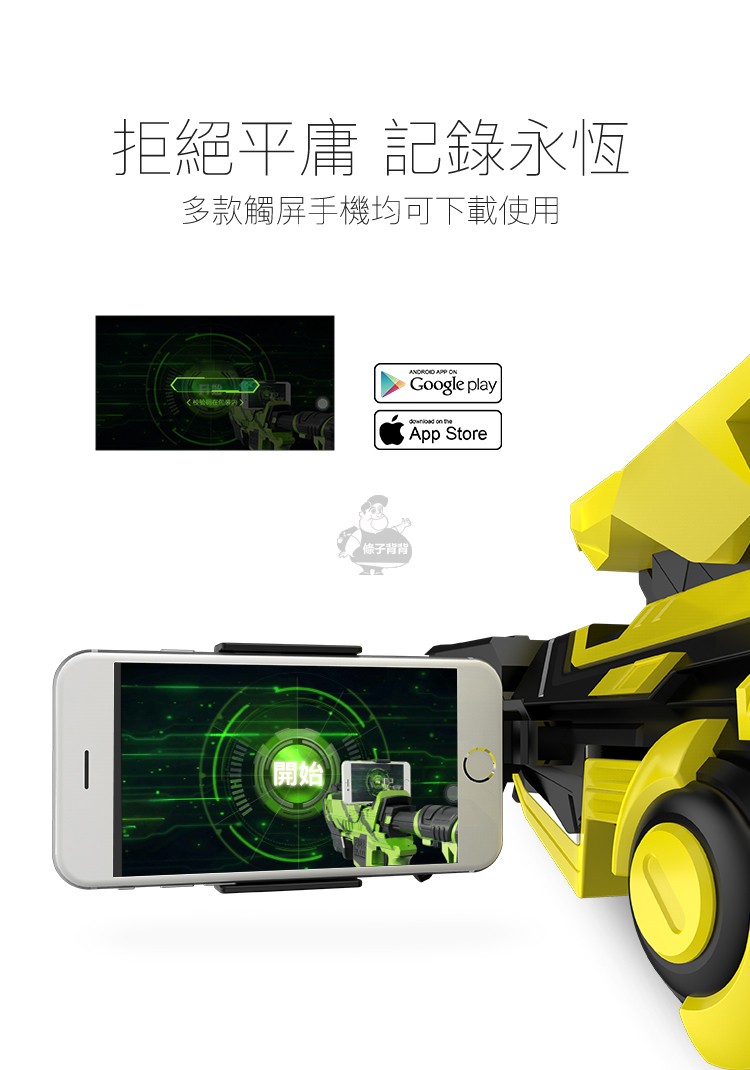 拒絕平庸 記錄永恆
多款觸屏手機均可下載使用
ANDROID APP ON
Google play
download on the
App Store
條子背背
開始